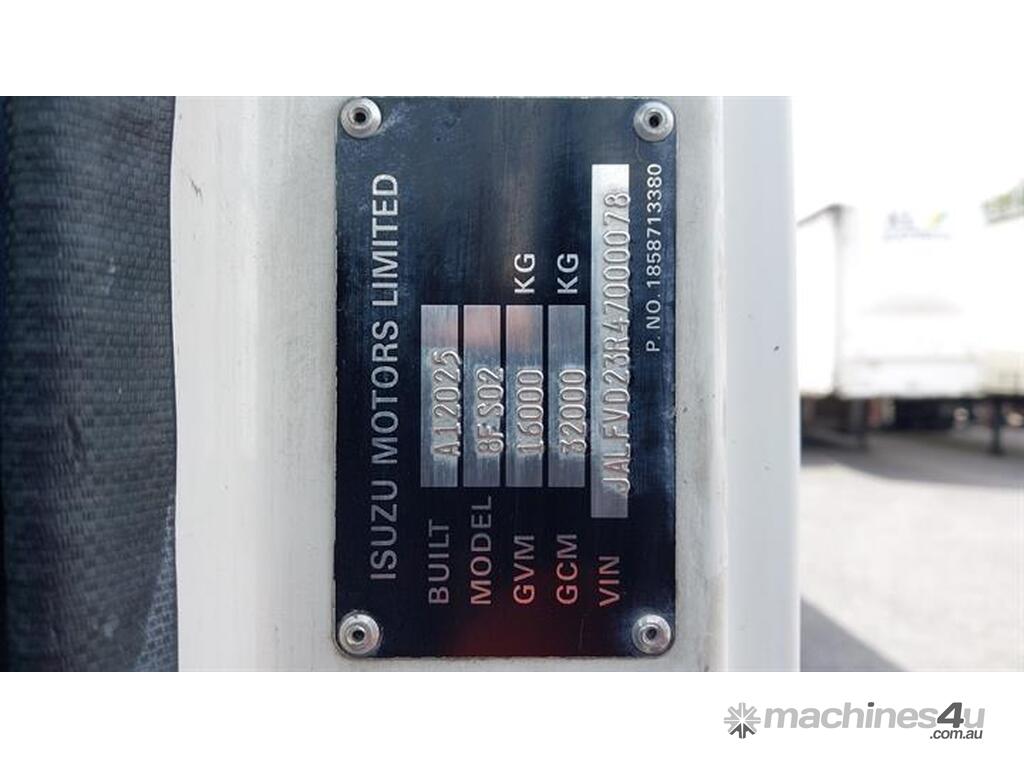 ISUZU MOTORS LIMITED
BUILT A112025
MODEL 8FS02
GVM 16000 KG
GCM 32000 KG
VIN JALFVD23R47000078
P. NO. 1858713380
machines4u
.com.au